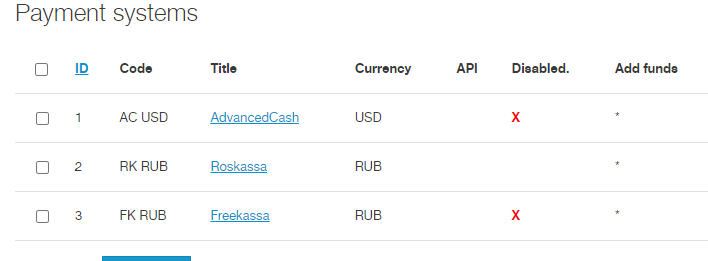 Payment systems
ID Code Title Currency API Disabled. Add funds
1 AC USD AdvancedCash USD X *
2 RK RUB Roskassa RUB *
3 FK RUB Freekassa RUB X *